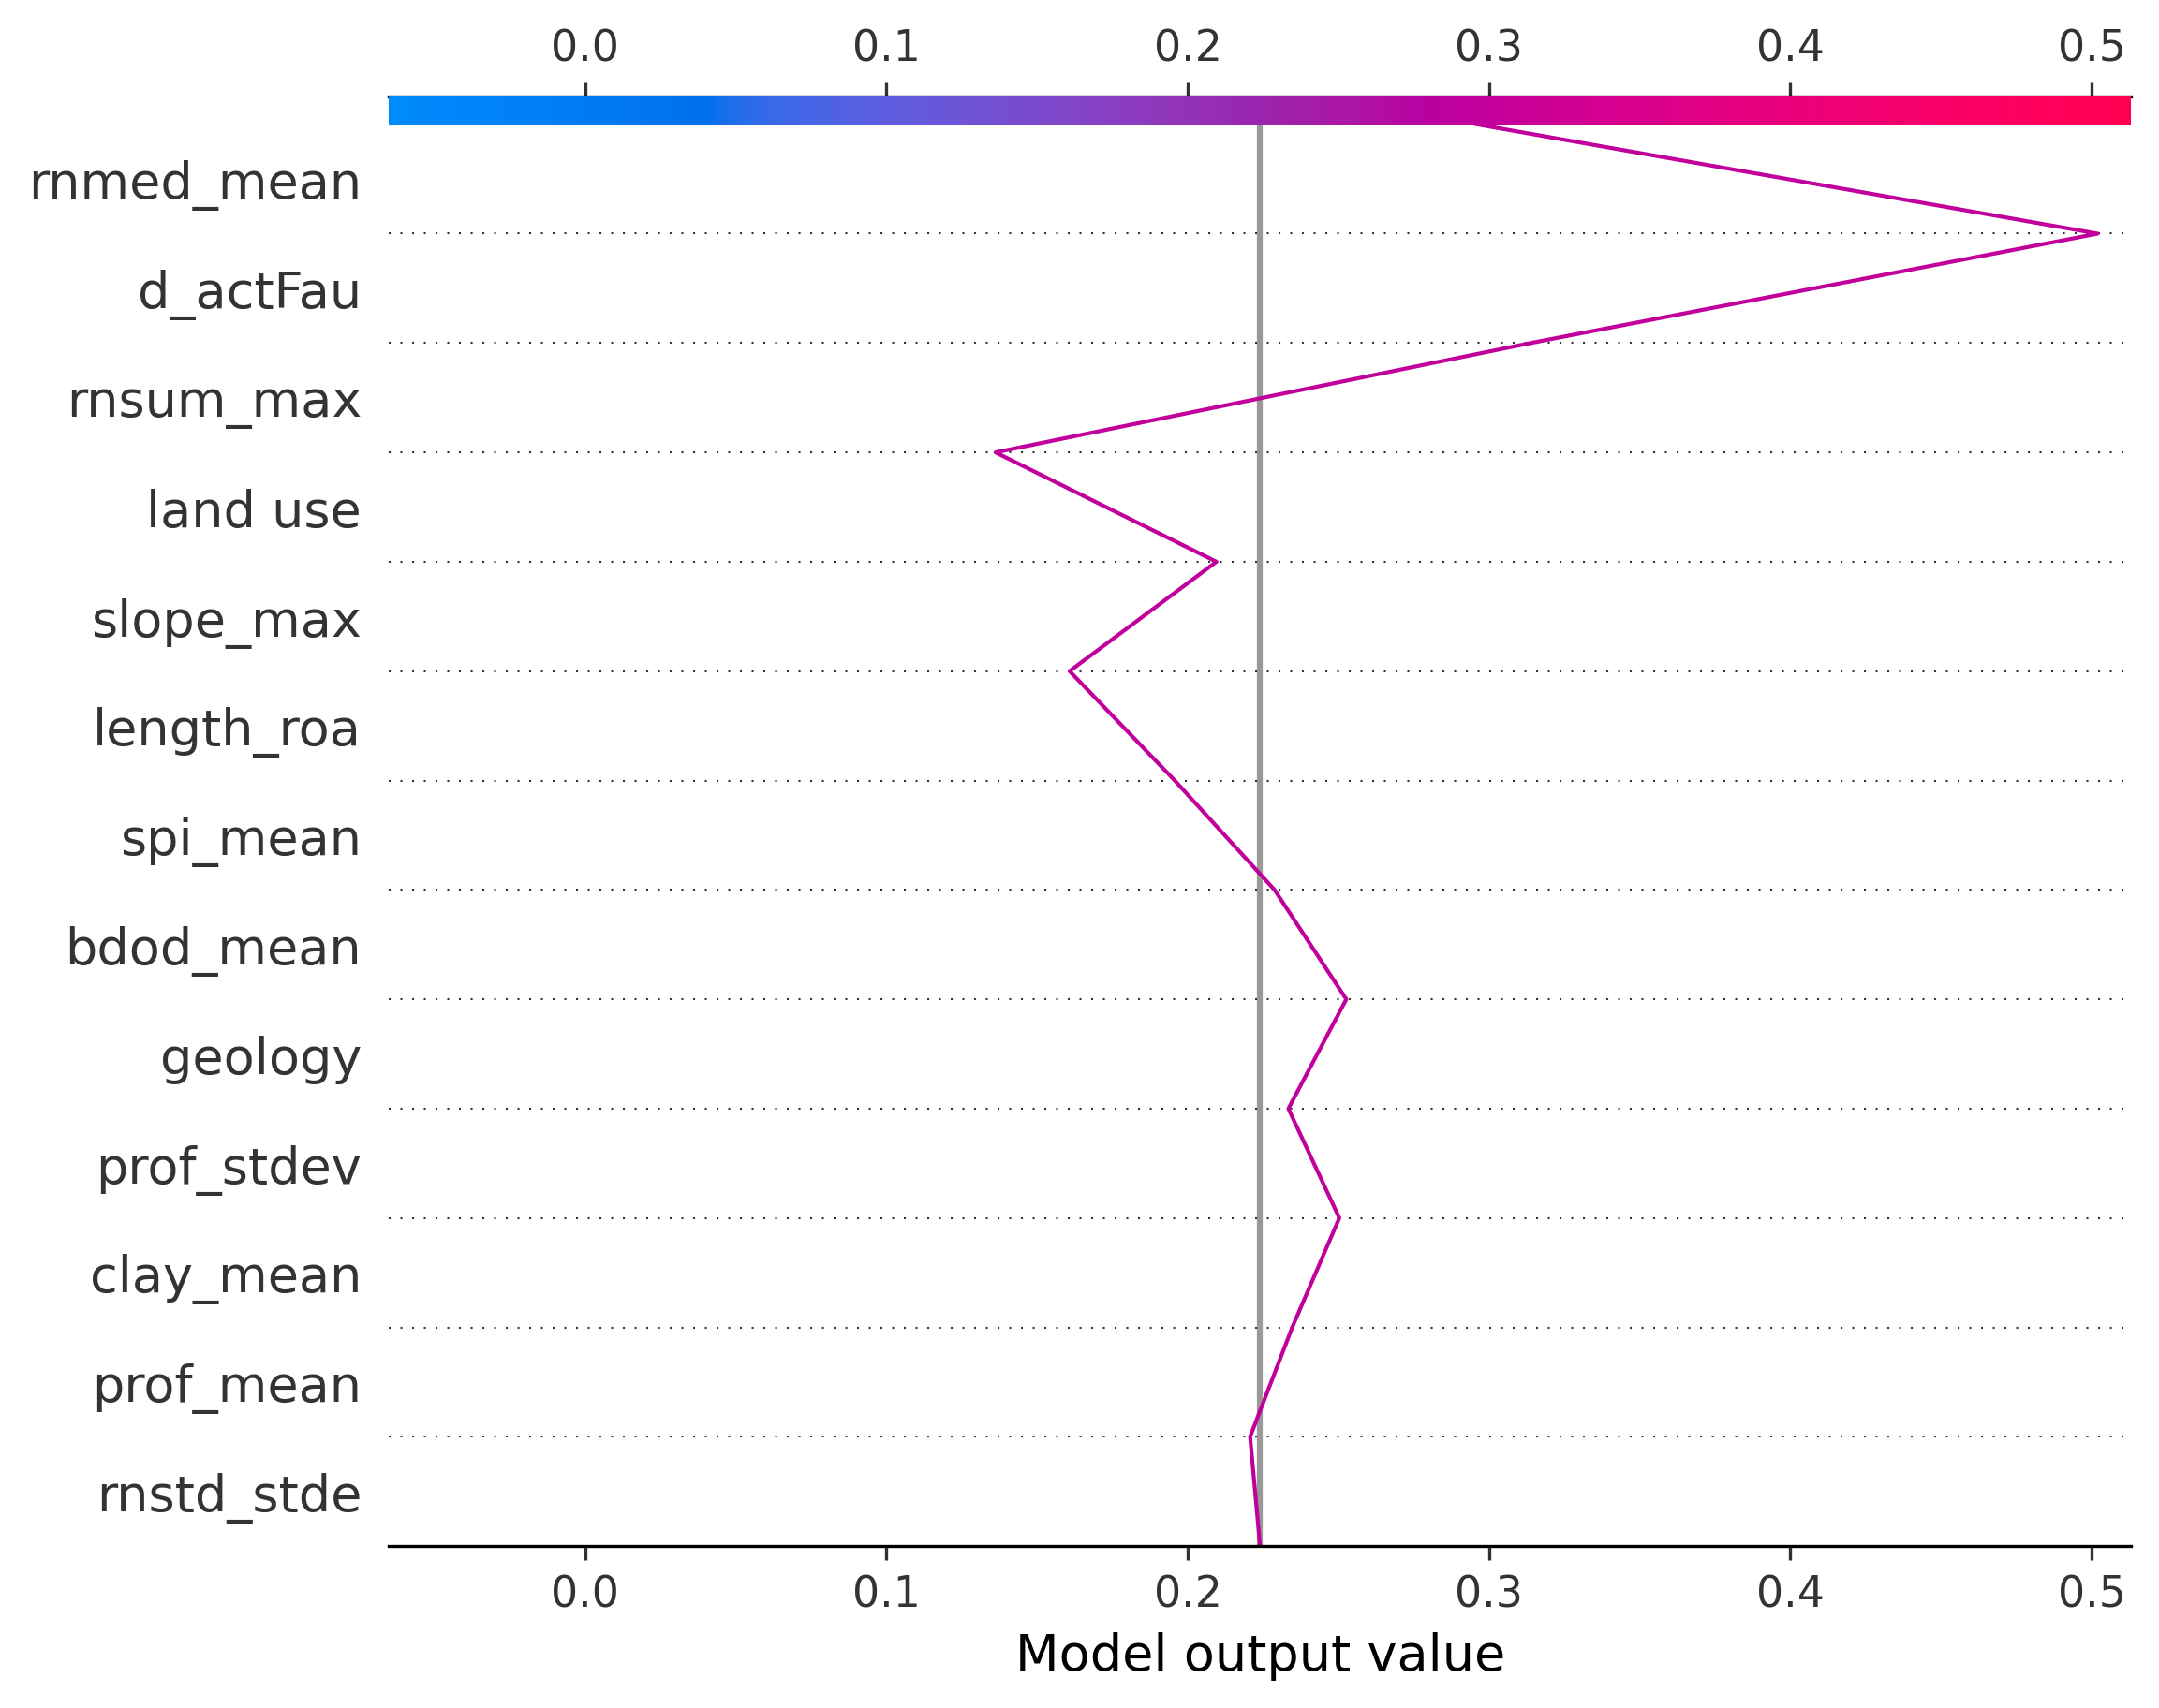 0.0 0.1 0.2 0.3 0.4 0.5
rnmed_mean
d_actFau
rnsum_max
land use
slope_max
length_roa
spi_mean
bdod_mean
geology
prof_stdev
clay_mean
prof_mean
rnstd_stde
0.0 0.1 0.2 0.3 0.4 0.5
Model output value